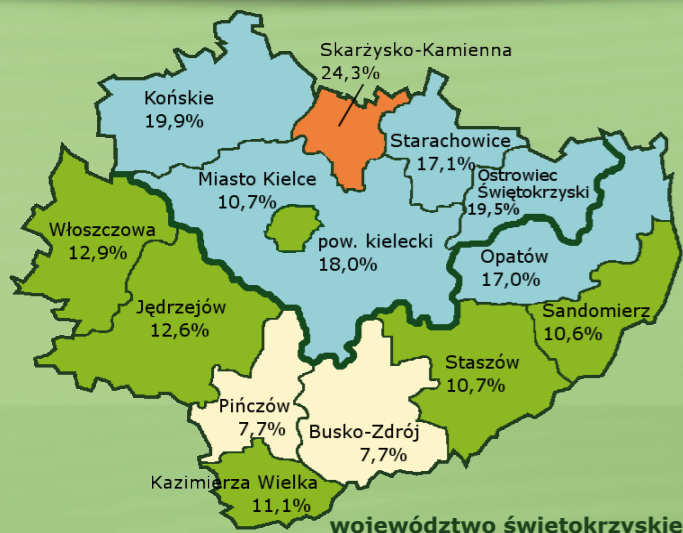 Skarżysko-Kamienna
24,3%
Końskie
19,9%
Starachowice
17,1%
Ostrowiec
Świętokrzyski
19,5%
Miasto Kielce
10,7%
pow. kielecki
18,0%
Włoszczowa
12,9%
Opatów
17,0%
Jędrzejów
12,6%
Sandomierz
10,6%
Staszów
10,7%
Pińczów
7,7%
Busko-Zdrój
7,7%
Kazimierza Wielka
11,1%
województwo świętokrzyskie